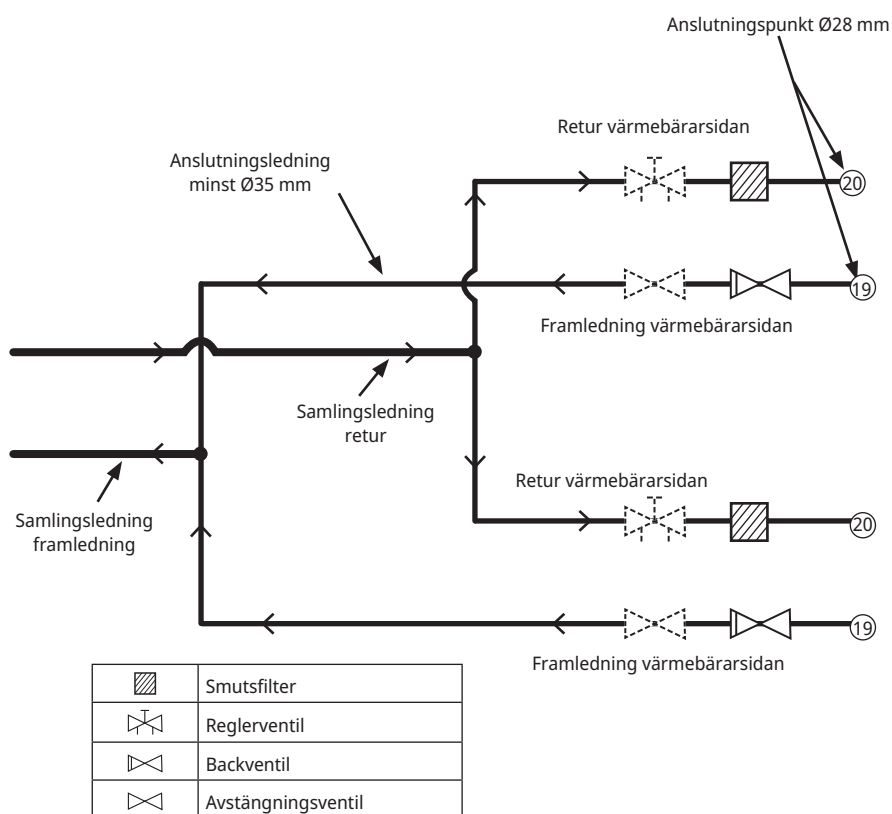 Anslutningspunkt Ø28 mm
Retur värmebärarsidan
Anslutningsledning
minst Ø35 mm
20
19
Framledning värmebärarsidan
Samlingsledning
retur
Retur värmebärarsidan
Samlingsledning
framledning
20
19
Framledning värmebärarsidan
Smutsfilter
Reglerventil
Backventil
Avstängningsventil